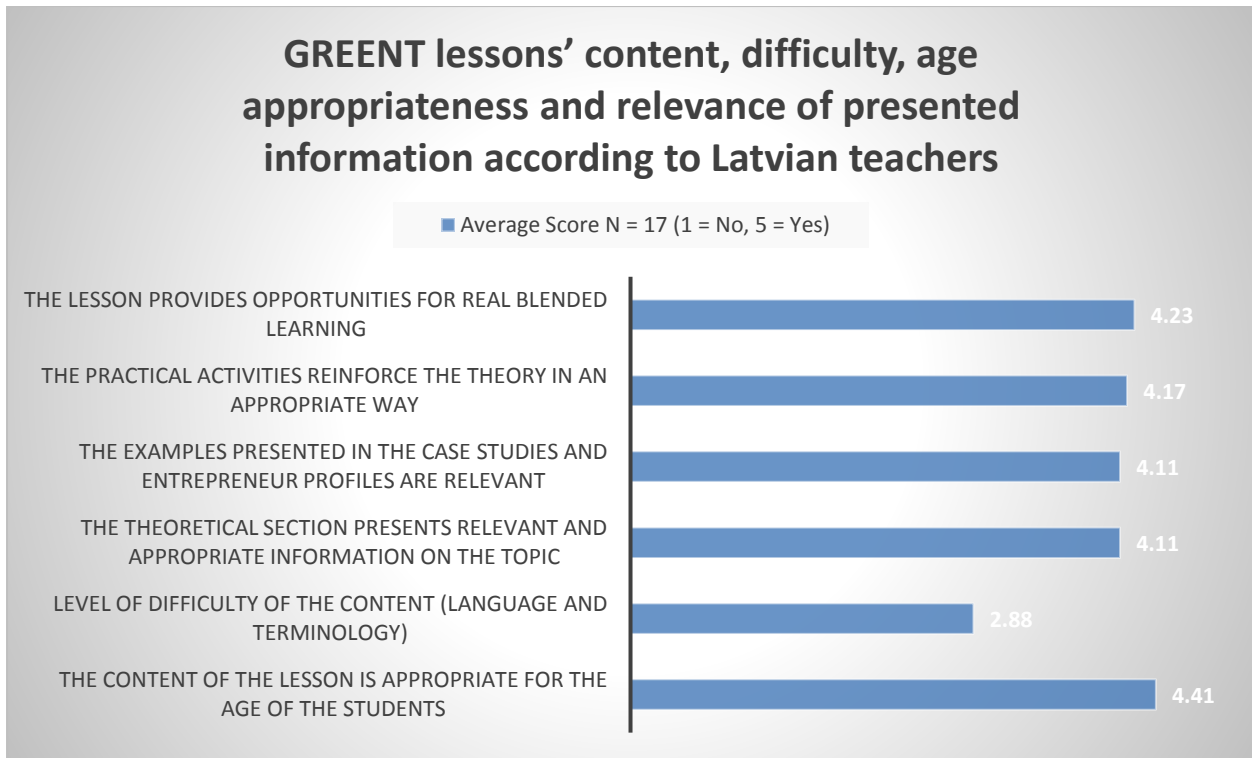 GREENT lessons’ content, difficulty, age
appropriateness and relevance of presented
information according to Latvian teachers
Average Score N = 17 (1 = No, 5 = Yes)
THE LESSON PROVIDES OPPORTUNITIES FOR REAL BLENDED
LEARNING
4.23
THE PRACTICAL ACTIVITIES REINFORCE THE THEORY IN AN
APPROPRIATE WAY
4.17
THE EXAMPLES PRESENTED IN THE CASE STUDIES AND
ENTREPRENEUR PROFILES ARE RELEVANT
4.11
THE THEORETICAL SECTION PRESENTS RELEVANT AND
APPROPRIATE INFORMATION ON THE TOPIC
4.11
LEVEL OF DIFFICULTY OF THE CONTENT (LANGUAGE AND
TERMINOLOGY)
2.88
THE CONTENT OF THE LESSON IS APPROPRIATE FOR THE
AGE OF THE STUDENTS
4.41